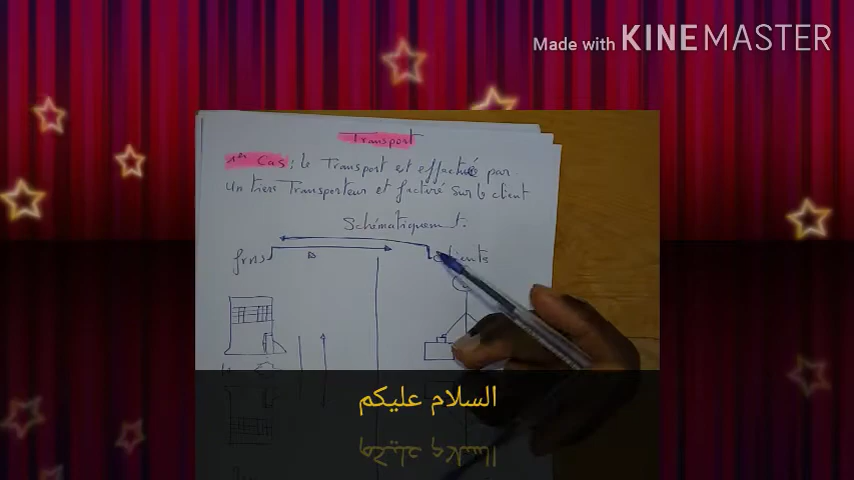 Made with KINEMASTER
Transport
1er Cas : le Transport est effectué par
Un tiers Transporteur et facturé sur le client
Schématiquement :
frns clients
السلام عليكم